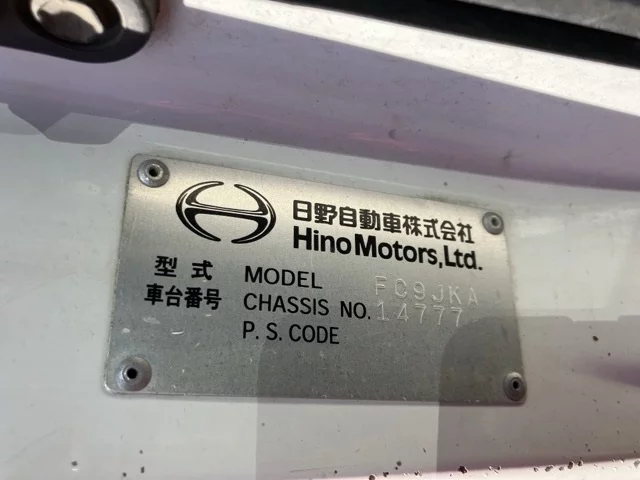 日野自動車株式会社
Hino Motors, Ltd.
型式 MODEL FC9JKA
車台番号 CHASSIS NO. 14777
P. S. CODE